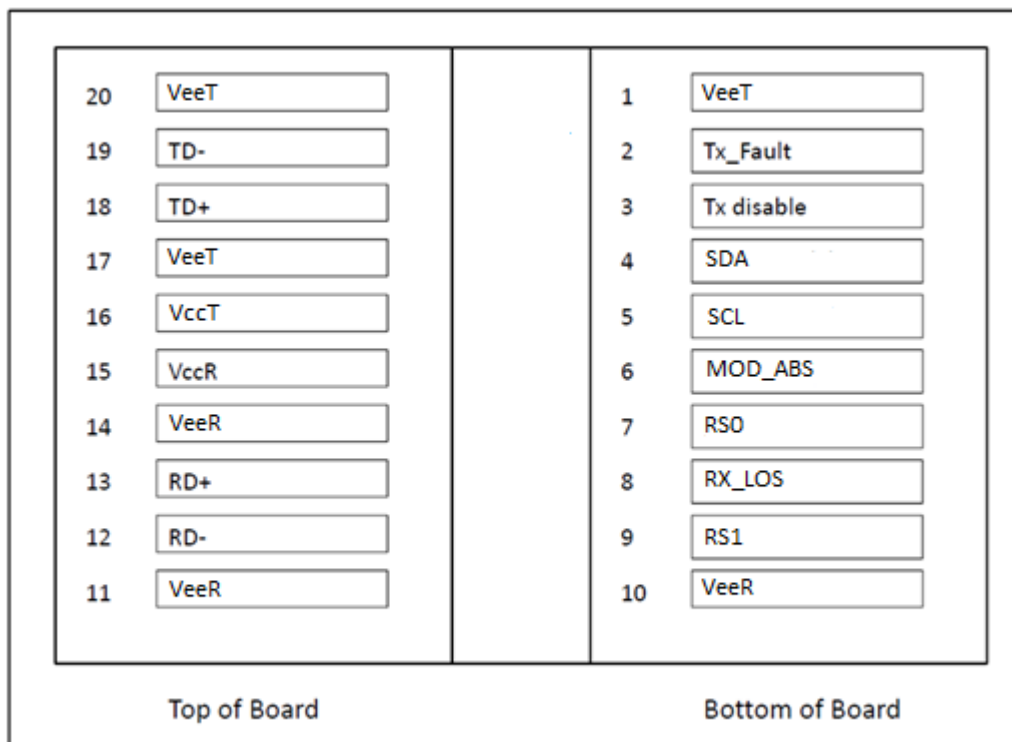 20 VeeT 1 VeeT
19 TD- 2 Tx_Fault
18 TD+ 3 Tx disable
17 VeeT 4 SDA
16 VccT 5 SCL
15 VccR 6 MOD_ABS
14 VeeR 7 RS0
13 RD+ 8 RX_LOS
12 RD- 9 RS1
11 VeeR 10 VeeR
Top of Board Bottom of Board